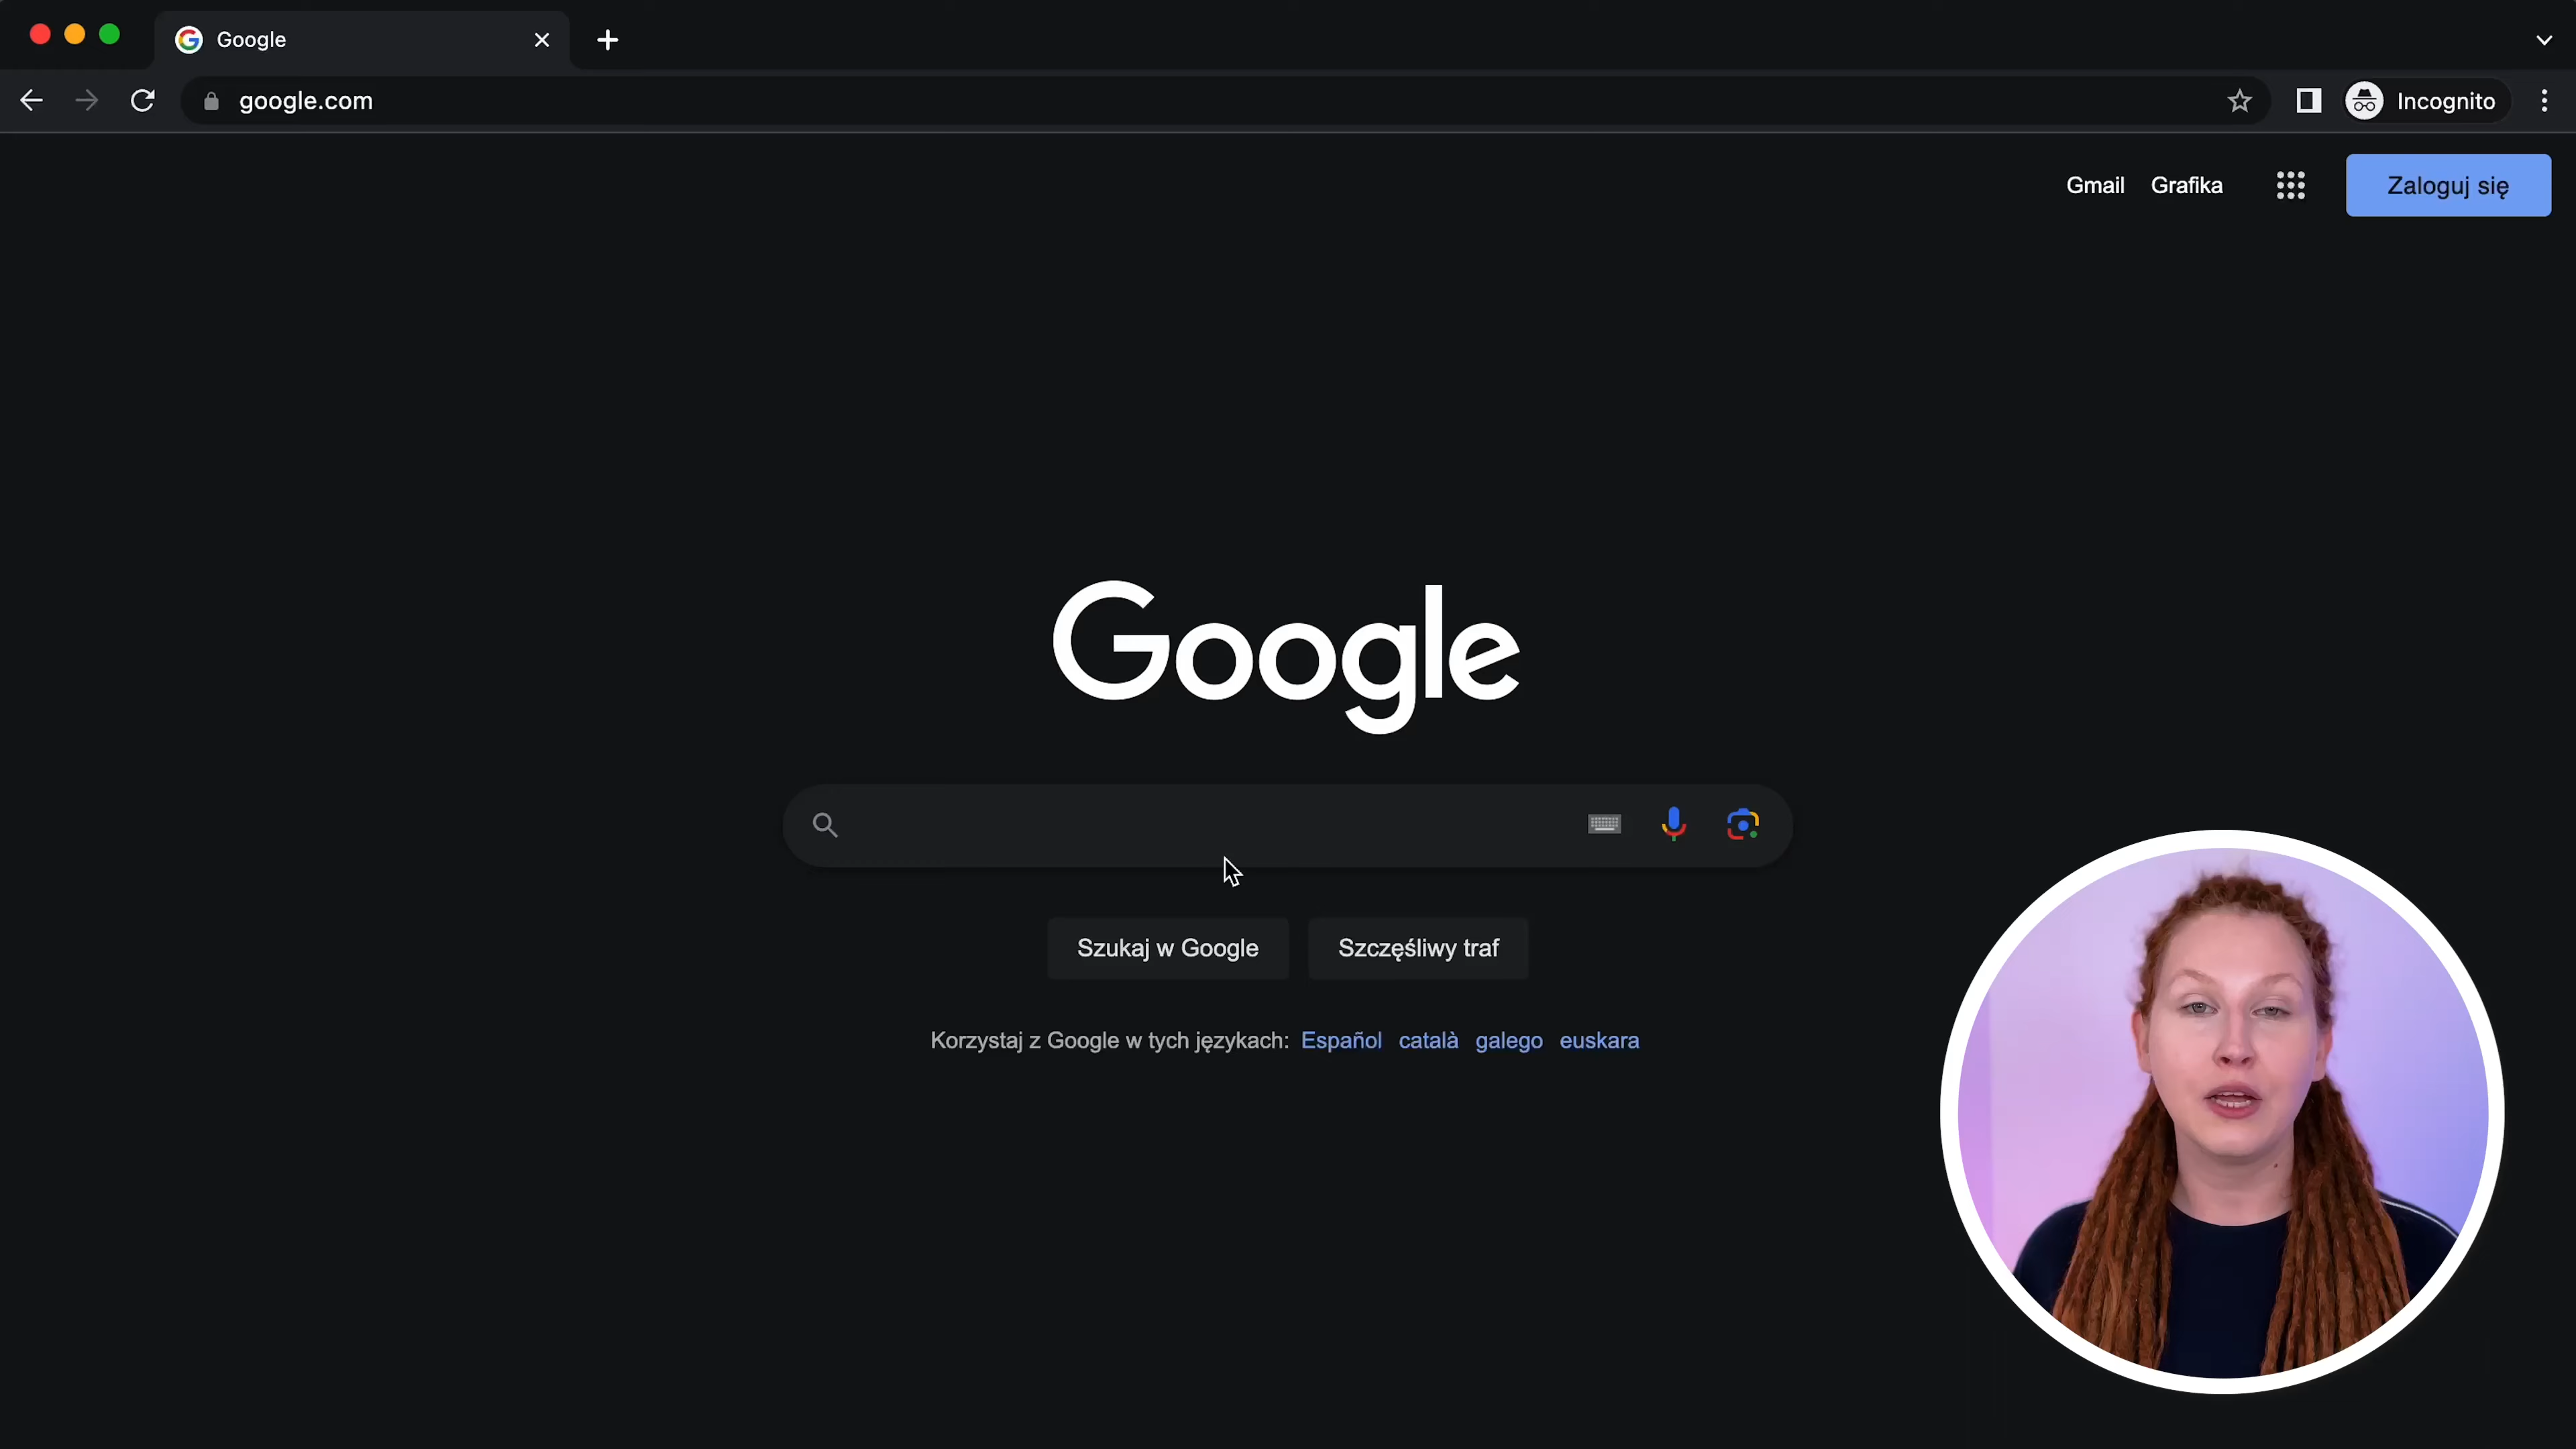 Google
google.com
Incognito
Gmail Grafika Zaloguj się
Google
Szukaj w Google Szczęśliwy traf
Korzystaj z Google w tych językach: Español català galego euskara